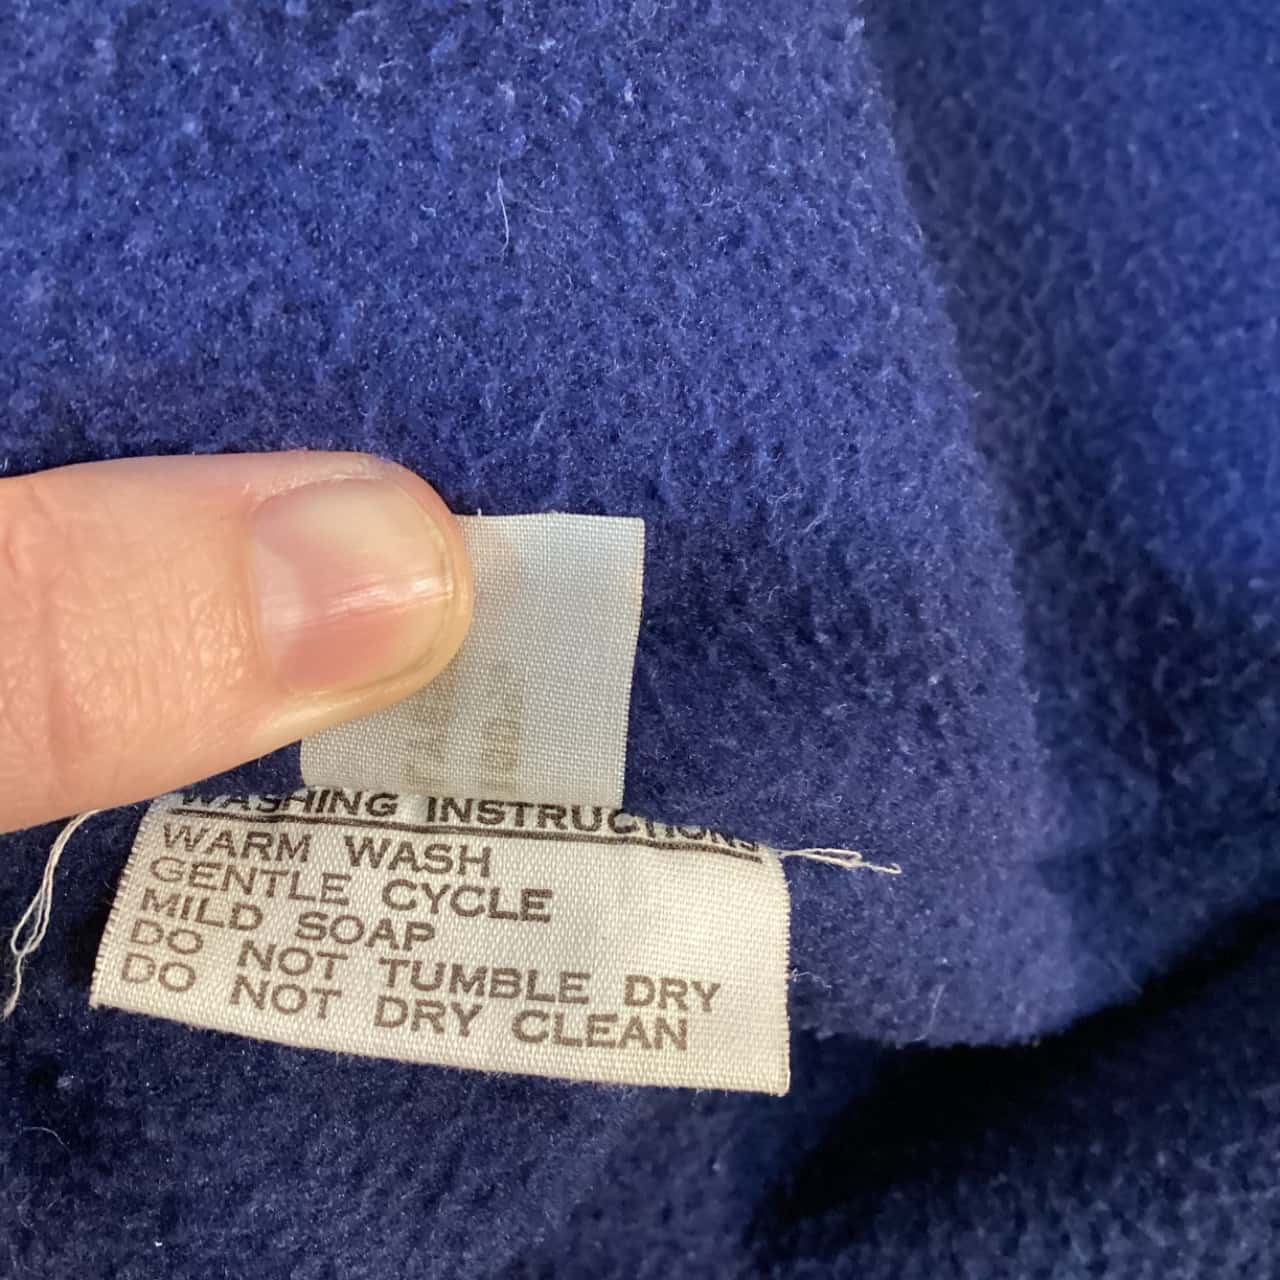 WASHING INSTRUCTIONS
WARM WASH
GENTLE CYCLE
MILD SOAP
DO NOT TUMBLE DRY
DO NOT DRY CLEAN